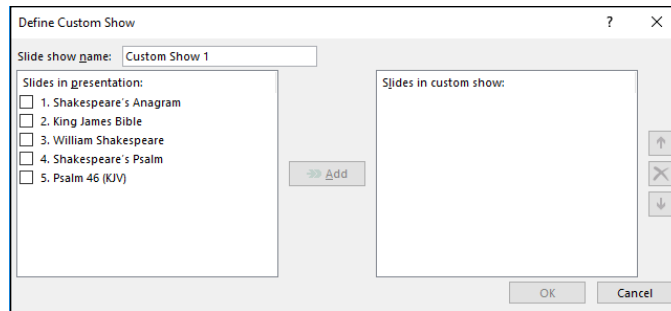 Define Custom Show ? ×
Slide show name: Custom Show 1
Slides in presentation:
1. Shakespeare's Anagram
2. King James Bible
3. William Shakespeare
4. Shakespeare's Psalm
5. Psalm 46 (KJV)
Add
Slides in custom show:
OK Cancel